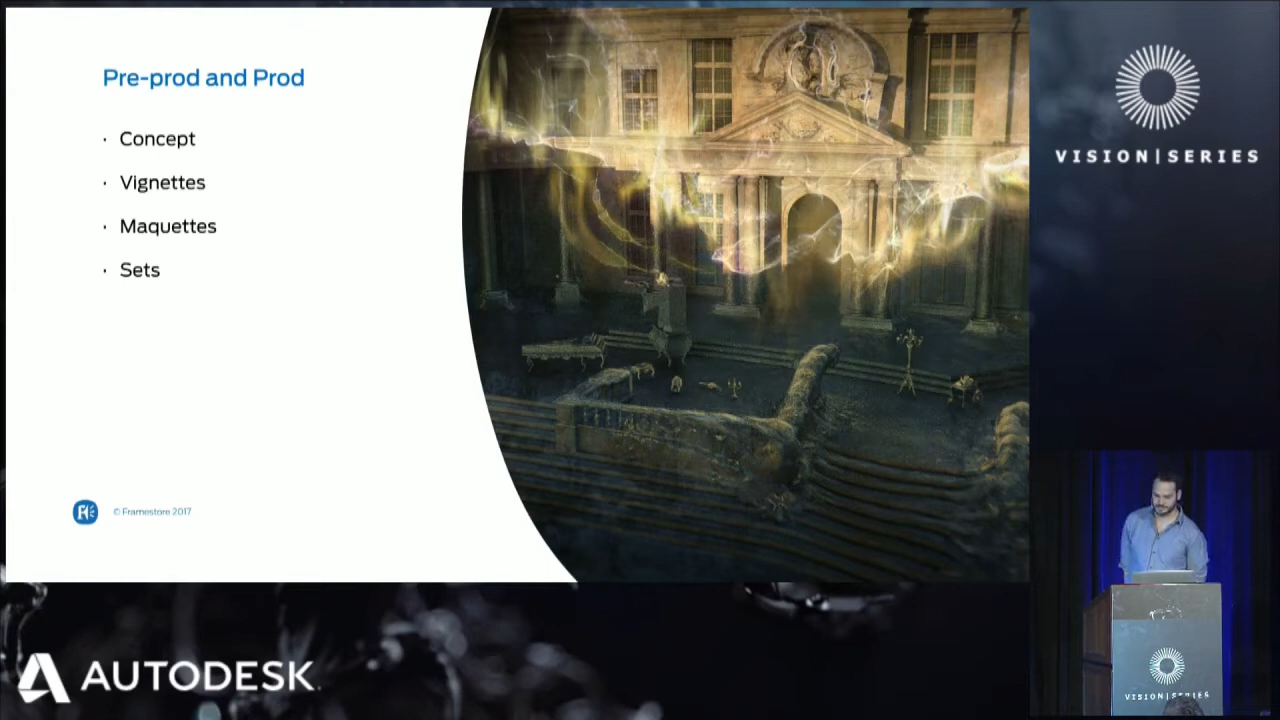 Pre-prod and Prod
· Concept
· Vignettes
· Maquettes
· Sets
© Framestore 2017
VISION|SERIES
VISION|SERIES
AUTODESK.